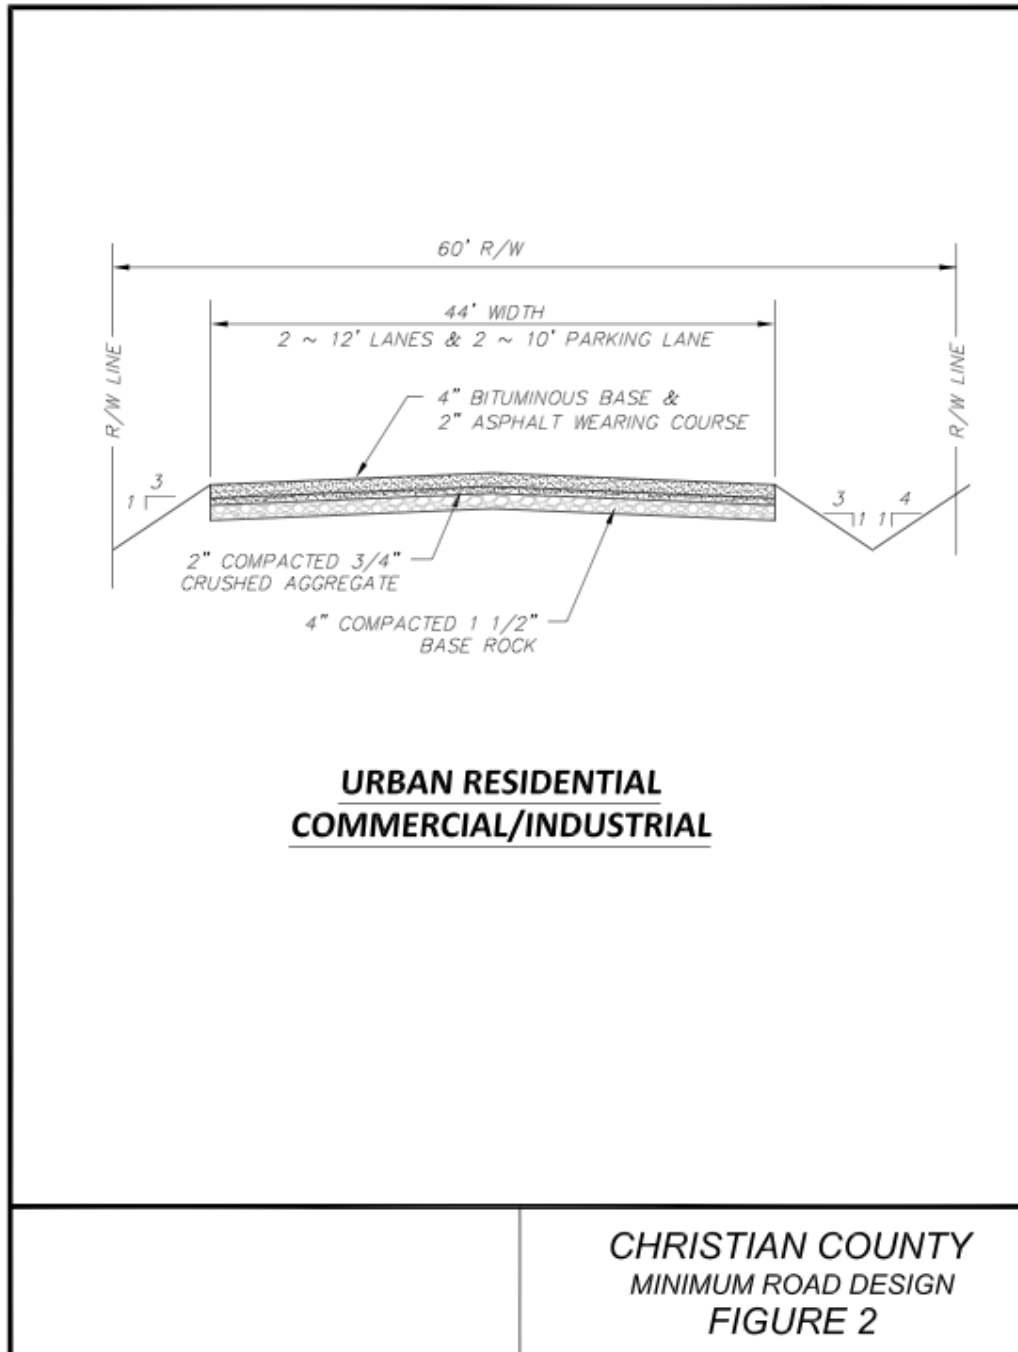 60' R/W
44' WIDTH
2 ~ 12' LANES & 2 ~ 10' PARKING LANE
R/W LINE
R/W LINE
4" BITUMINOUS BASE &
2" ASPHALT WEARING COURSE
3
1
3
1
4
1
2" COMPACTED 3/4"
CRUSHED AGGREGATE
4" COMPACTED 1 1/2"
BASE ROCK
URBAN RESIDENTIAL
COMMERCIAL/INDUSTRIAL
CHRISTIAN COUNTY
MINIMUM ROAD DESIGN
FIGURE 2